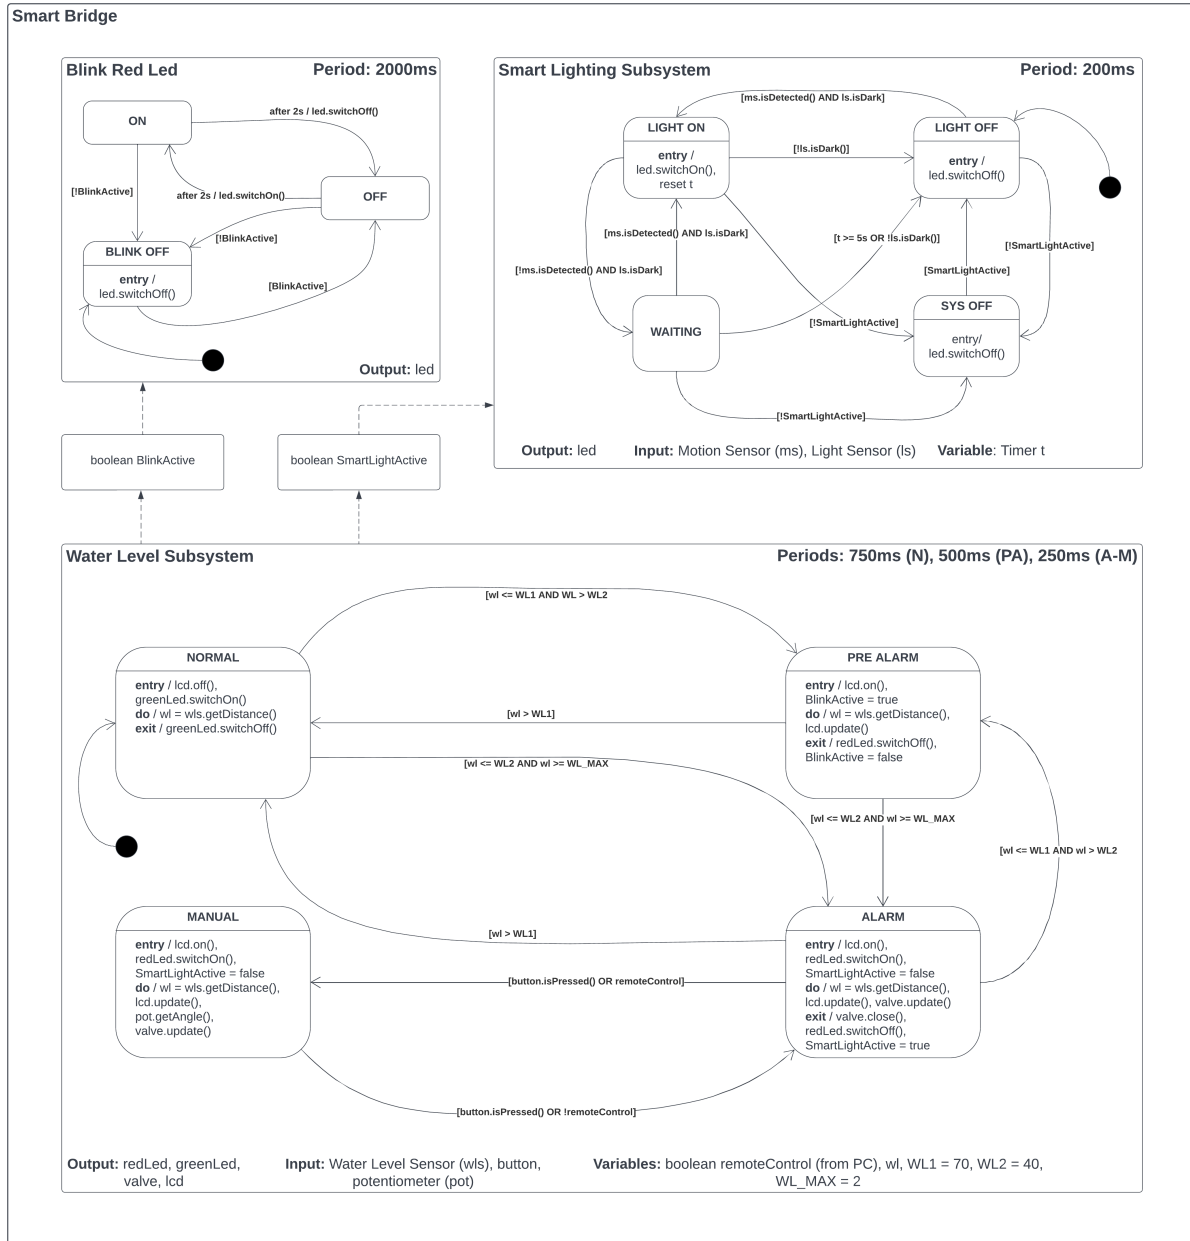 Smart Bridge
Blink Red Led
Period: 2000ms
ON
after 2s / led.switchOff()
[!BlinkActive]
after 2s / led.switchOn()
OFF
[!BlinkActive]
BLINK OFF
entry /
led.switchOff()
[BlinkActive]
Output: led
Smart Lighting Subsystem
Period: 200ms
[ms.isDetected() AND ls.isDark]
LIGHT ON
entry /
led.switchOn(),
reset t
[!ls.isDark()]
LIGHT OFF
entry /
led.switchOff()
[ms.isDetected() AND ls.isDark]
[t >= 5s OR !ls.isDark()]
[!SmartLightActive]
[!ms.isDetected() AND ls.isDark]
[SmartLightActive]
WAITING
[!SmartLightActive]
SYS OFF
entry/
led.switchOff()
[!SmartLightActive]
Output: led
Input: Motion Sensor (ms), Light Sensor (ls)
Variable: Timer t
boolean BlinkActive
boolean SmartLightActive
Water Level Subsystem
Periods: 750ms (N), 500ms (PA), 250ms (A-M)
[wl <= WL1 AND WL > WL2
NORMAL
entry / lcd.off(),
greenLed.switchOn()
do / wl = wls.getDistance()
exit / greenLed.switchOff()
[wl > WL1]
PRE ALARM
entry / lcd.on(),
BlinkActive = true
do / wl = wls.getDistance(),
lcd.update()
exit / redLed.switchOff(),
BlinkActive = false
[wl <= WL2 AND wl >= WL_MAX
[wl <= WL2 AND wl >= WL_MAX
[wl <= WL1 AND wl > WL2
MANUAL
entry / lcd.on(),
redLed.switchOn(),
SmartLightActive = false
do / wl = wls.getDistance(),
lcd.update(),
pot.getAngle(),
valve.update()
[wl > WL1]
[button.isPressed() OR remoteControl]
ALARM
entry / lcd.on(),
redLed.switchOn(),
SmartLightActive = false
do / wl = wls.getDistance(),
lcd.update(), valve.update()
exit / valve.close(),
redLed.switchOff(),
SmartLightActive = true
[button.isPressed() OR !remoteControl]
Output: redLed, greenLed,
valve, lcd
Input: Water Level Sensor (wls), button,
potentiometer (pot)
Variables: boolean remoteControl (from PC), wl, WL1 = 70, WL2 = 40,
WL_MAX = 2